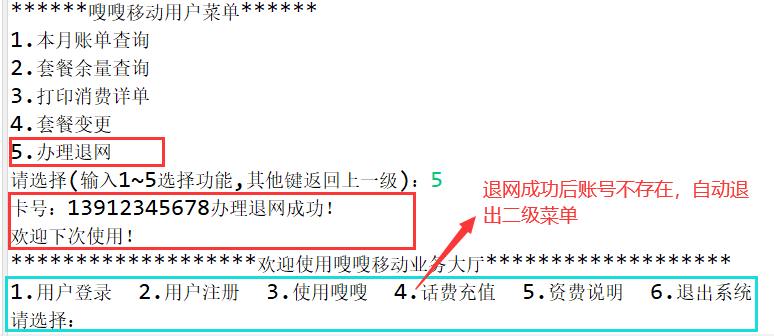 ******嗖嗖移动用户菜单******
1.本月账单查询
2.套餐余量查询
3.打印消费详单
4.套餐变更
5.办理退网
请选择(输入1~5选择功能,其他键返回上一级)：5
卡号：13912345678办理退网成功!
欢迎下次使用!
退网成功后账号不存在，自动退
出二级菜单
*******************欢迎使用嗖嗖移动业务大厅*******************
1.用户登录 2.用户注册 3.使用嗖嗖 4.话费充值 5.资费说明 6.退出系统
请选择：